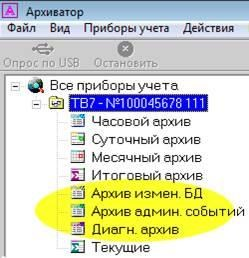 Архиватор
Файл Вид Приборы учета Действия
Опрос по USB Остановить
Все приборы учета
ТВ7 - №100045678 111
Часовой архив
Суточный архив
Месячный архив
Итоговый архив
Архив измен. БД
Архив админ. событий
Диагн. архив
Текущие